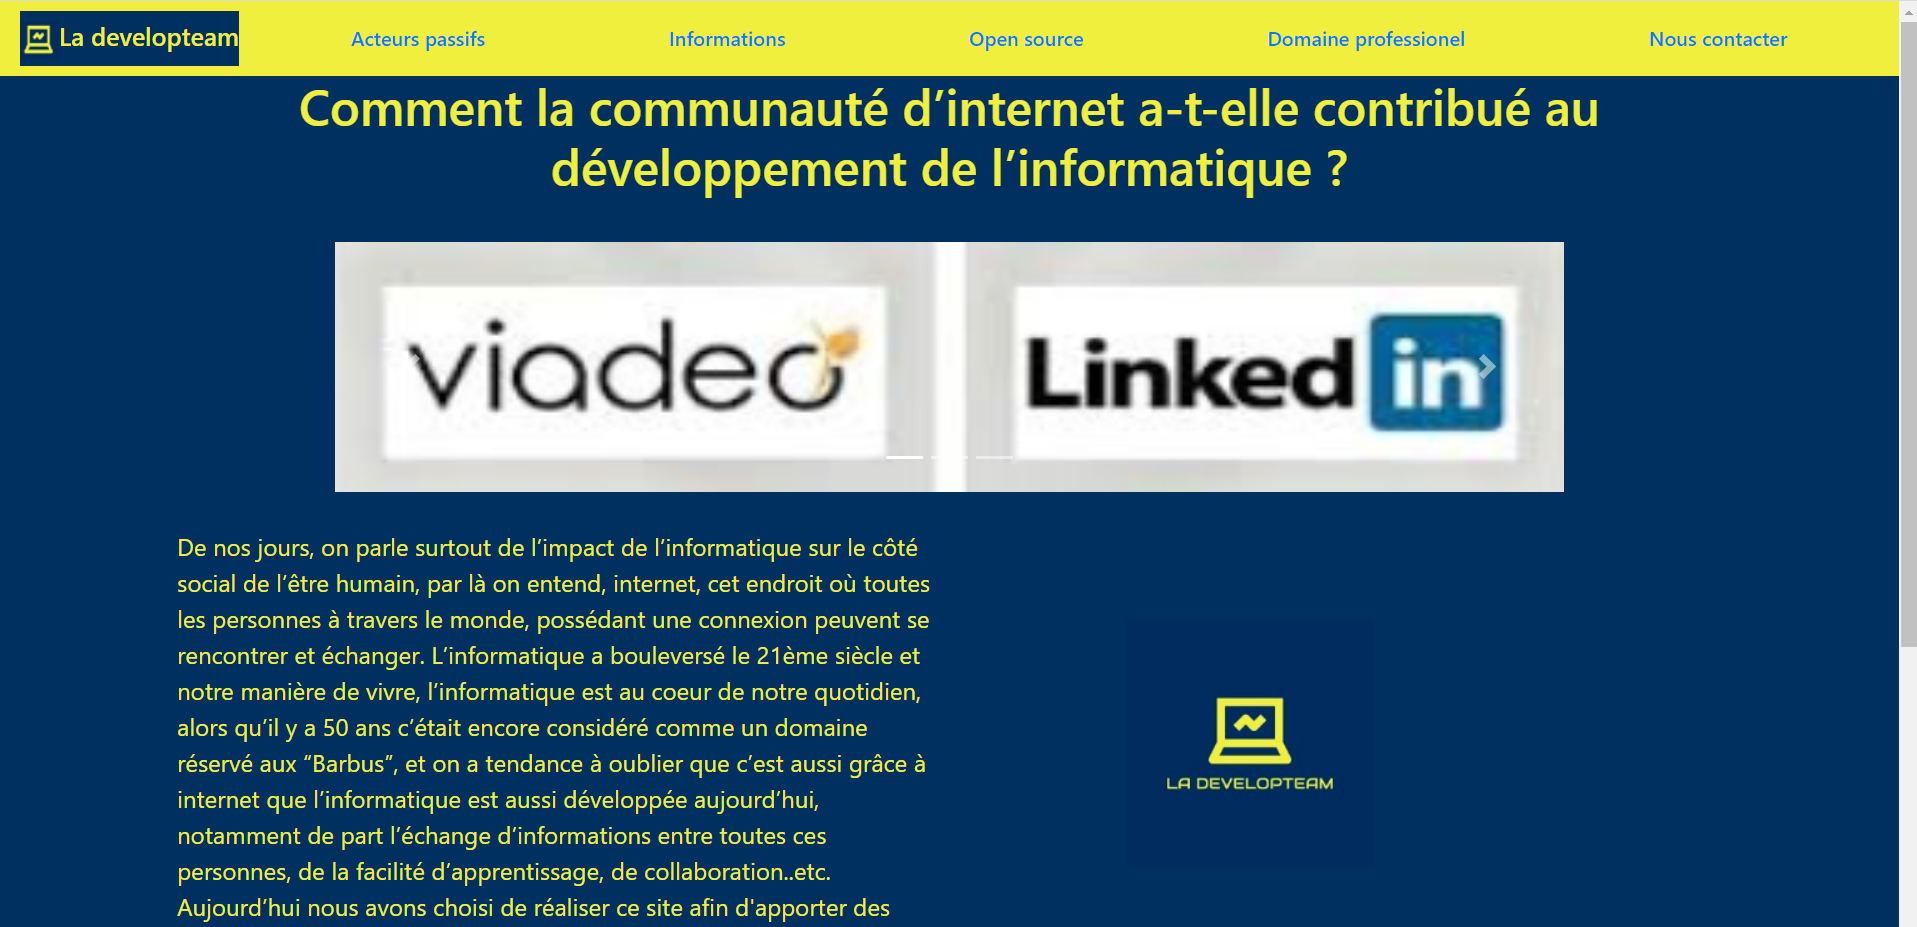 La developteam
Acteurs passifs
Informations
Open source
Domaine professionel
Nous contacter
Comment la communauté d’internet a-t-elle contribué au
développement de l’informatique ?
viadeo
Linked in
De nos jours, on parle surtout de l’impact de l’informatique sur le côté
social de l’être humain, par là on entend, internet, cet endroit où toutes
les personnes à travers le monde, possédant une connexion peuvent se
rencontrer et échanger. L’informatique a bouleversé le 21ème siècle et
notre manière de vivre, l’informatique est au coeur de notre quotidien,
alors qu’il y a 50 ans c’était encore considéré comme un domaine
réservé aux “Barbus”, et on a tendance à oublier que c’est aussi grâce à
internet que l’informatique est aussi développée aujourd’hui,
notamment de part l’échange d’informations entre toutes ces
personnes, de la facilité d’apprentissage, de collaboration..etc.
Aujourd’hui nous avons choisi de réaliser ce site afin d'apporter des
LA DEVELOPTEAM